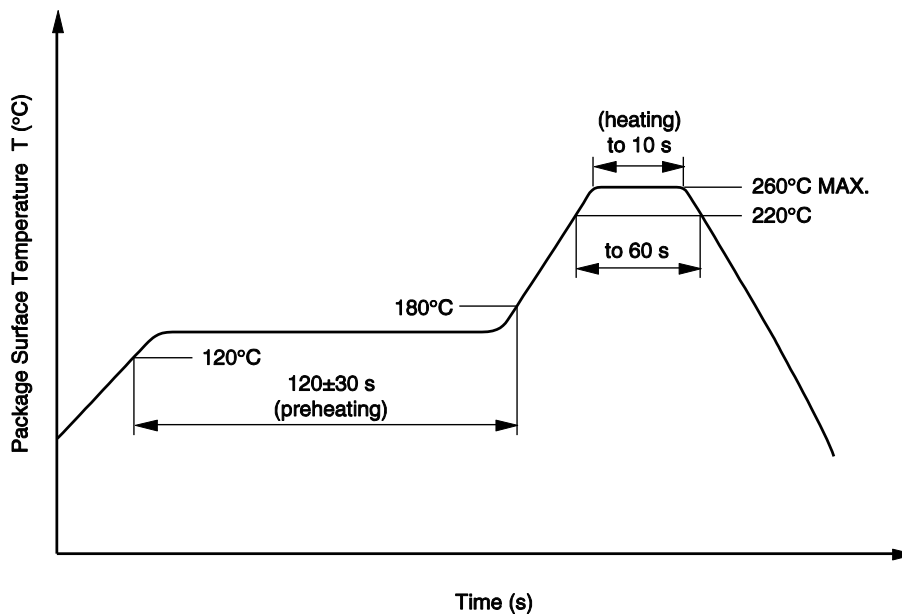 Package Surface Temperature T (°C)
(heating)
to 10 s
260°C MAX.
220°C
to 60 s
180°C
120°C
120±30 s
(preheating)
Time (s)